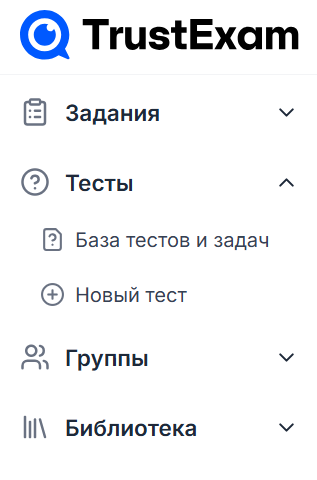 TrustExam
Задания
Тесты
База тестов и задач
Новый тест
Группы
Библиотека